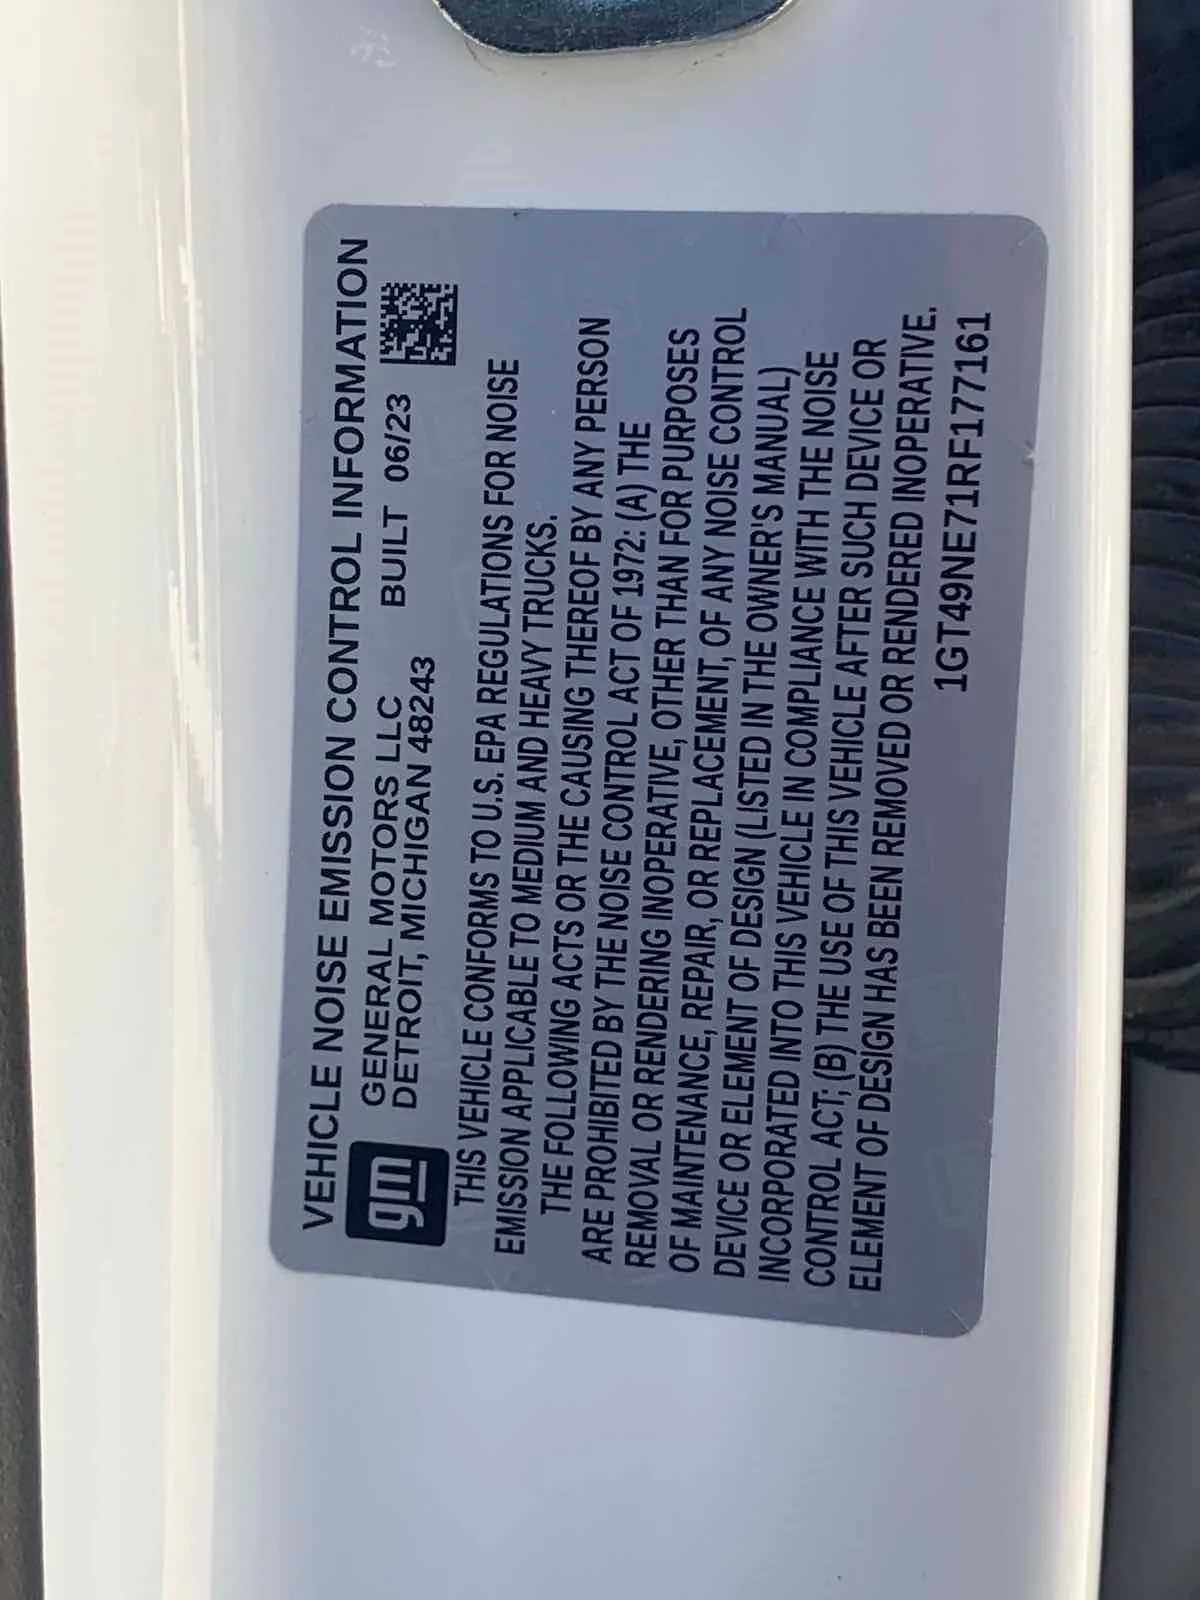 VEHICLE NOISE EMISSION CONTROL INFORMATION
gm
GENERAL MOTORS LLC
DETROIT, MICHIGAN 48243 BUILT 06/23
THIS VEHICLE CONFORMS TO U.S. EPA REGULATIONS FOR NOISE
EMISSION APPLICABLE TO MEDIUM AND HEAVY TRUCKS.
THE FOLLOWING ACTS OR THE CAUSING THEREOF BY ANY PERSON
ARE PROHIBITED BY THE NOISE CONTROL ACT OF 1972: (A) THE
REMOVAL OR RENDERING INOPERATIVE, OTHER THAN FOR PURPOSES
OF MAINTENANCE, REPAIR, OR REPLACEMENT, OF ANY NOISE CONTROL
DEVICE OR ELEMENT OF DESIGN (LISTED IN THE OWNER'S MANUAL)
INCORPORATED INTO THIS VEHICLE IN COMPLIANCE WITH THE NOISE
CONTROL ACT; (B) THE USE OF THIS VEHICLE AFTER SUCH DEVICE OR
ELEMENT OF DESIGN HAS BEEN REMOVED OR RENDERED INOPERATIVE.
1GT49NE71RF177161